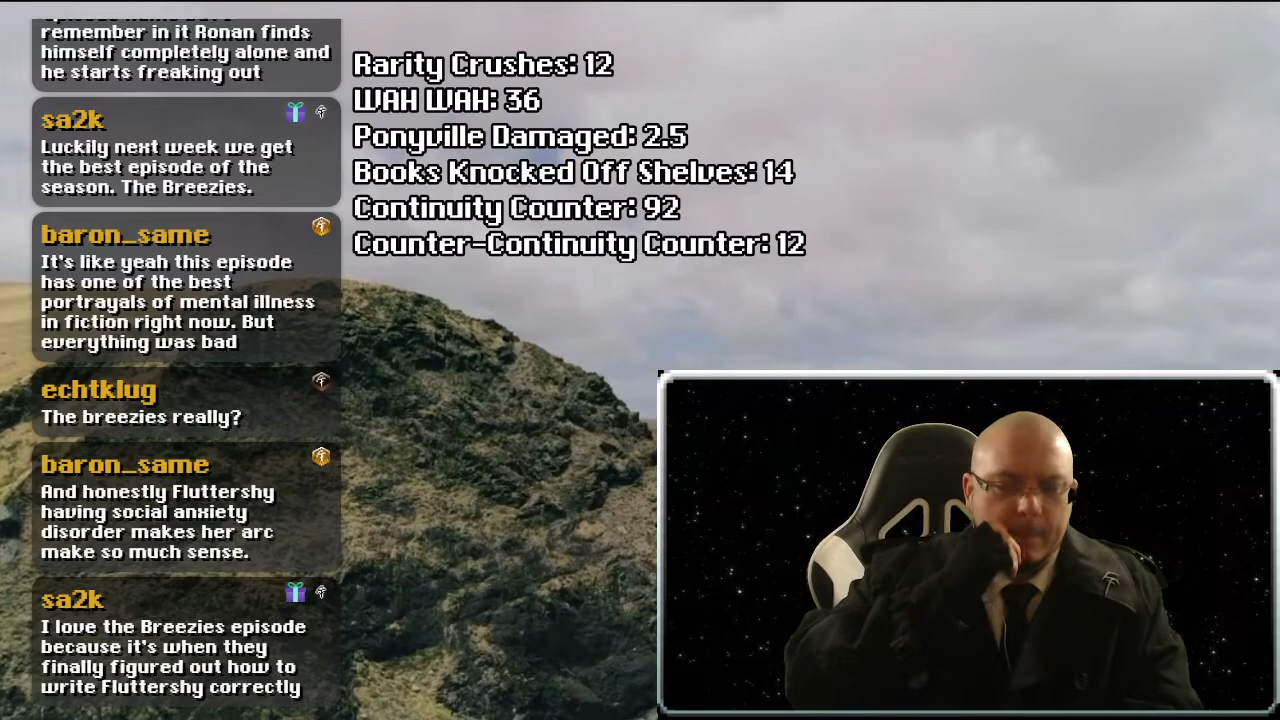 remember in it Ronan finds
himself completely alone and
he starts freaking out
sa2k
Luckily next week we get
the best episode of the
season. The Breezies.
baron_same
It's like yeah this episode
has one of the best
portrayals of mental illness
in fiction right now. But
everything was bad
echtklug
The breezies really?
baron_same
And honestly Fluttershy
having social anxiety
disorder makes her arc
make so much sense.
sa2k
I love the Breezies episode
because it's when they
finally figured out how to
write Fluttershy correctly
Rarity Crushes: 12
WAH WAH: 36
Ponyville Damaged: 2.5
Books Knocked Off Shelves: 14
Continuity Counter: 92
Counter-Continuity Counter: 12